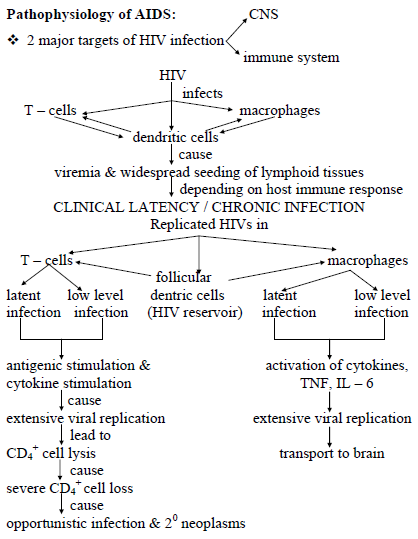 Pathophysiology of AIDS:
CNS
❖ 2 major targets of HIV infection
immune system
HIV
infects
T – cells
macrophages
dendritic cells
cause
viremia & widespread seeding of lymphoid tissues
depending on host immune response
CLINICAL LATENCY / CHRONIC INFECTION
Replicated HIVs in
T – cells
macrophages
follicular
dentric cells
(HIV reservoir)
latent
infection
low level
infection
latent
infection
low level
infection
antigenic stimulation &
cytokine stimulation
cause
extensive viral replication
lead to
CD₄⁺ cell lysis
cause
severe CD₄⁺ cell loss
cause
opportunistic infection & 2⁰ neoplasms
activation of cytokines,
TNF, IL – 6
extensive viral replication
transport to brain